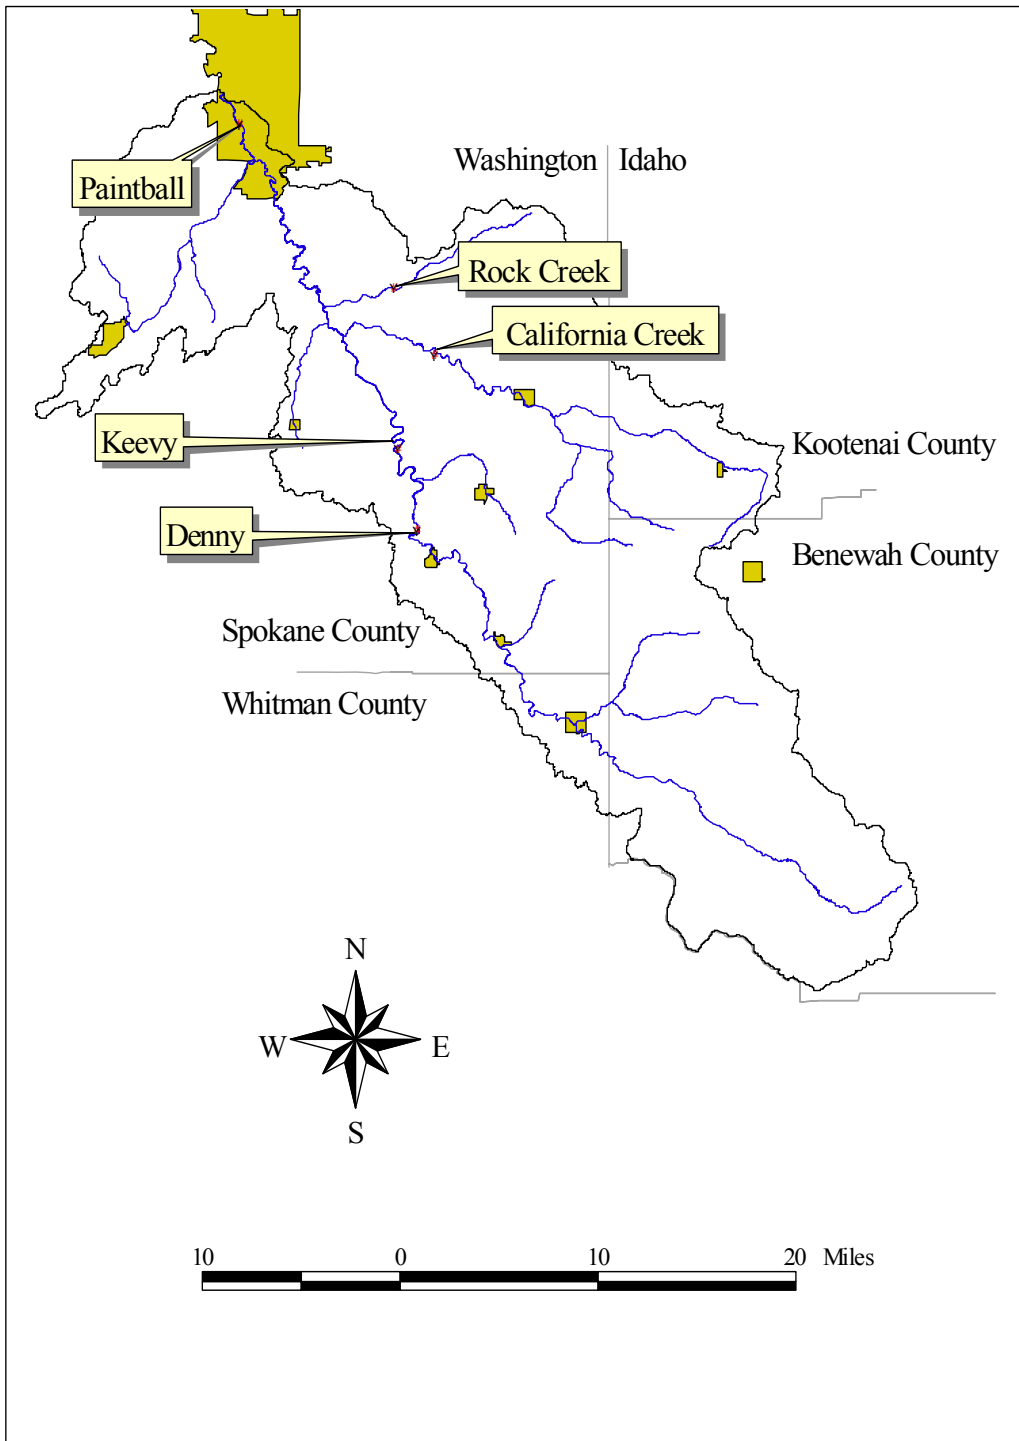 Washington Idaho
Paintball
Rock Creek
California Creek
Keevy
Kootenai County
Denny
Benewah County
Spokane County
Whitman County
N
W E
S
10 0 10 20 Miles